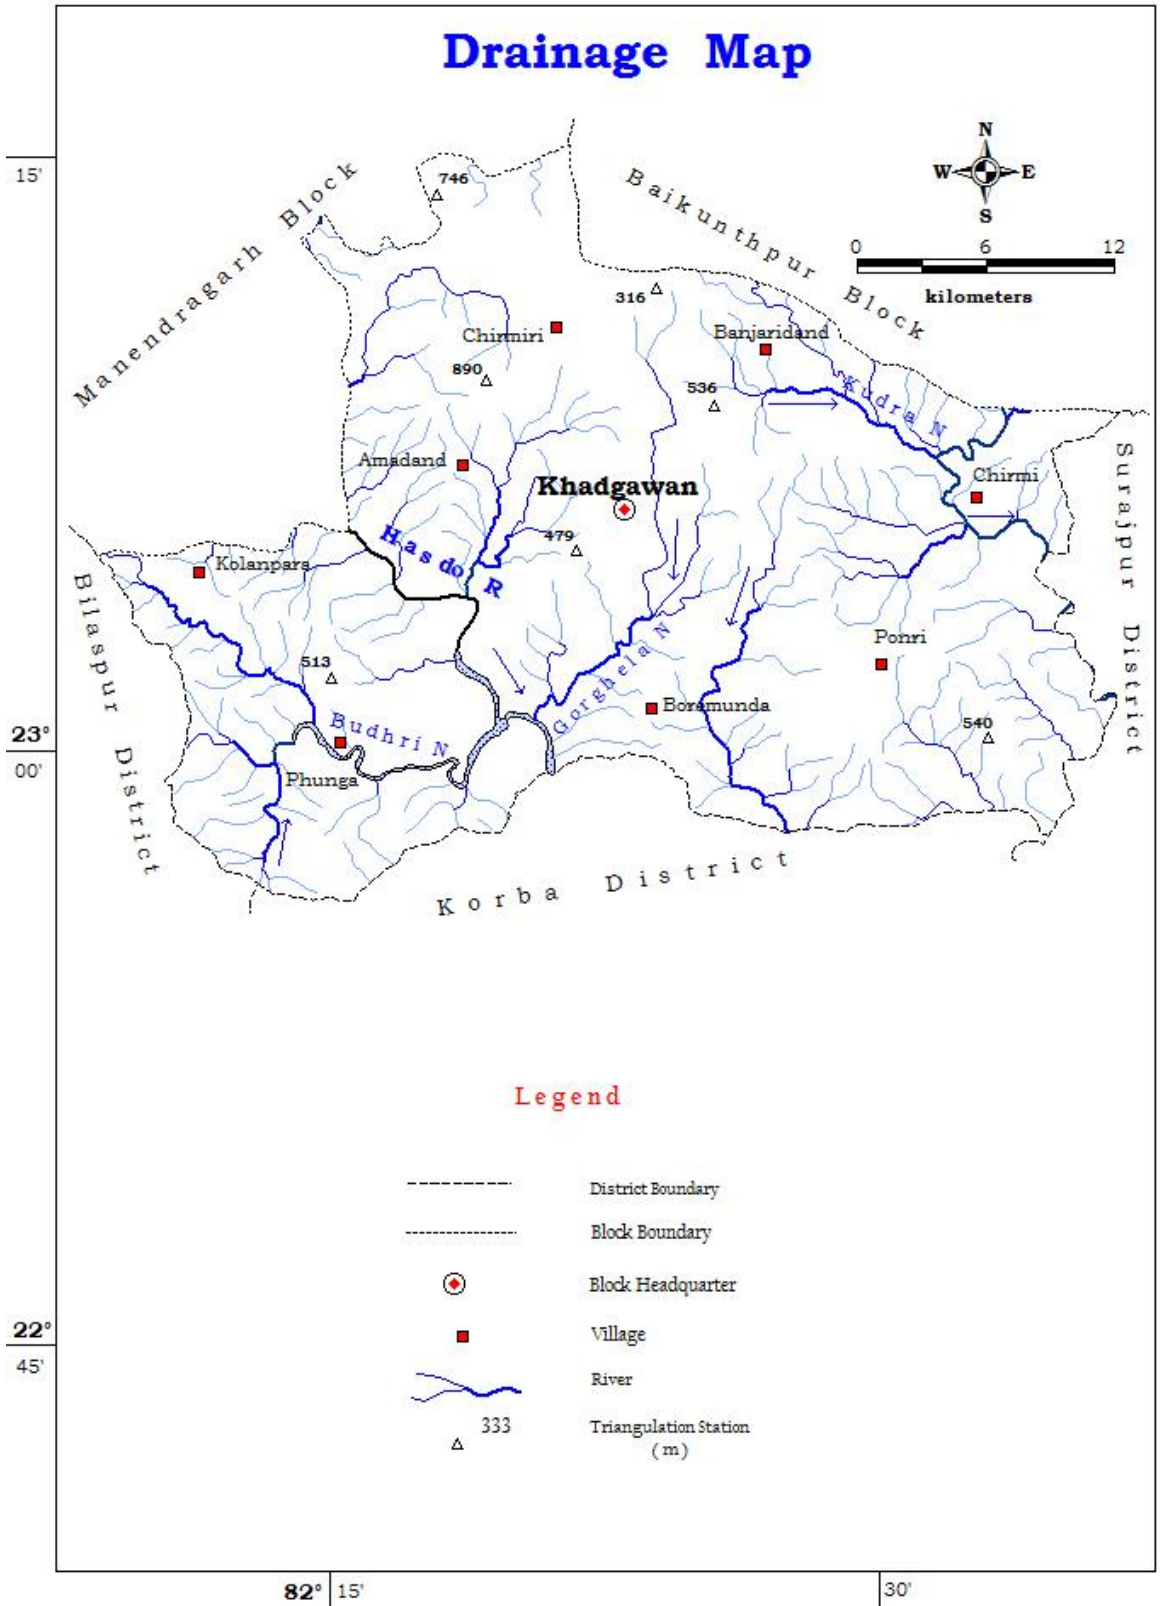 Drainage Map
N
W E
S
15'
746
Manendragarh Block
Baikunthpur Block
0 6 12
kilometers
316
Chirmiri
Banjaridand
890
536
Kudra N
Amadand
Khadgawan
Chirmi
Surajpur District
Hasdo R
479
Kolanpara
Bilaspur District
Ponri
513
Gorghela N
Boremunda
Budhri N
540
23°
00'
Phunga
Korba District
Legend
District Boundary
Block Boundary
Block Headquarter
Village
River
333
Triangulation Station
( m )
22°
45'
82° 15'
30'